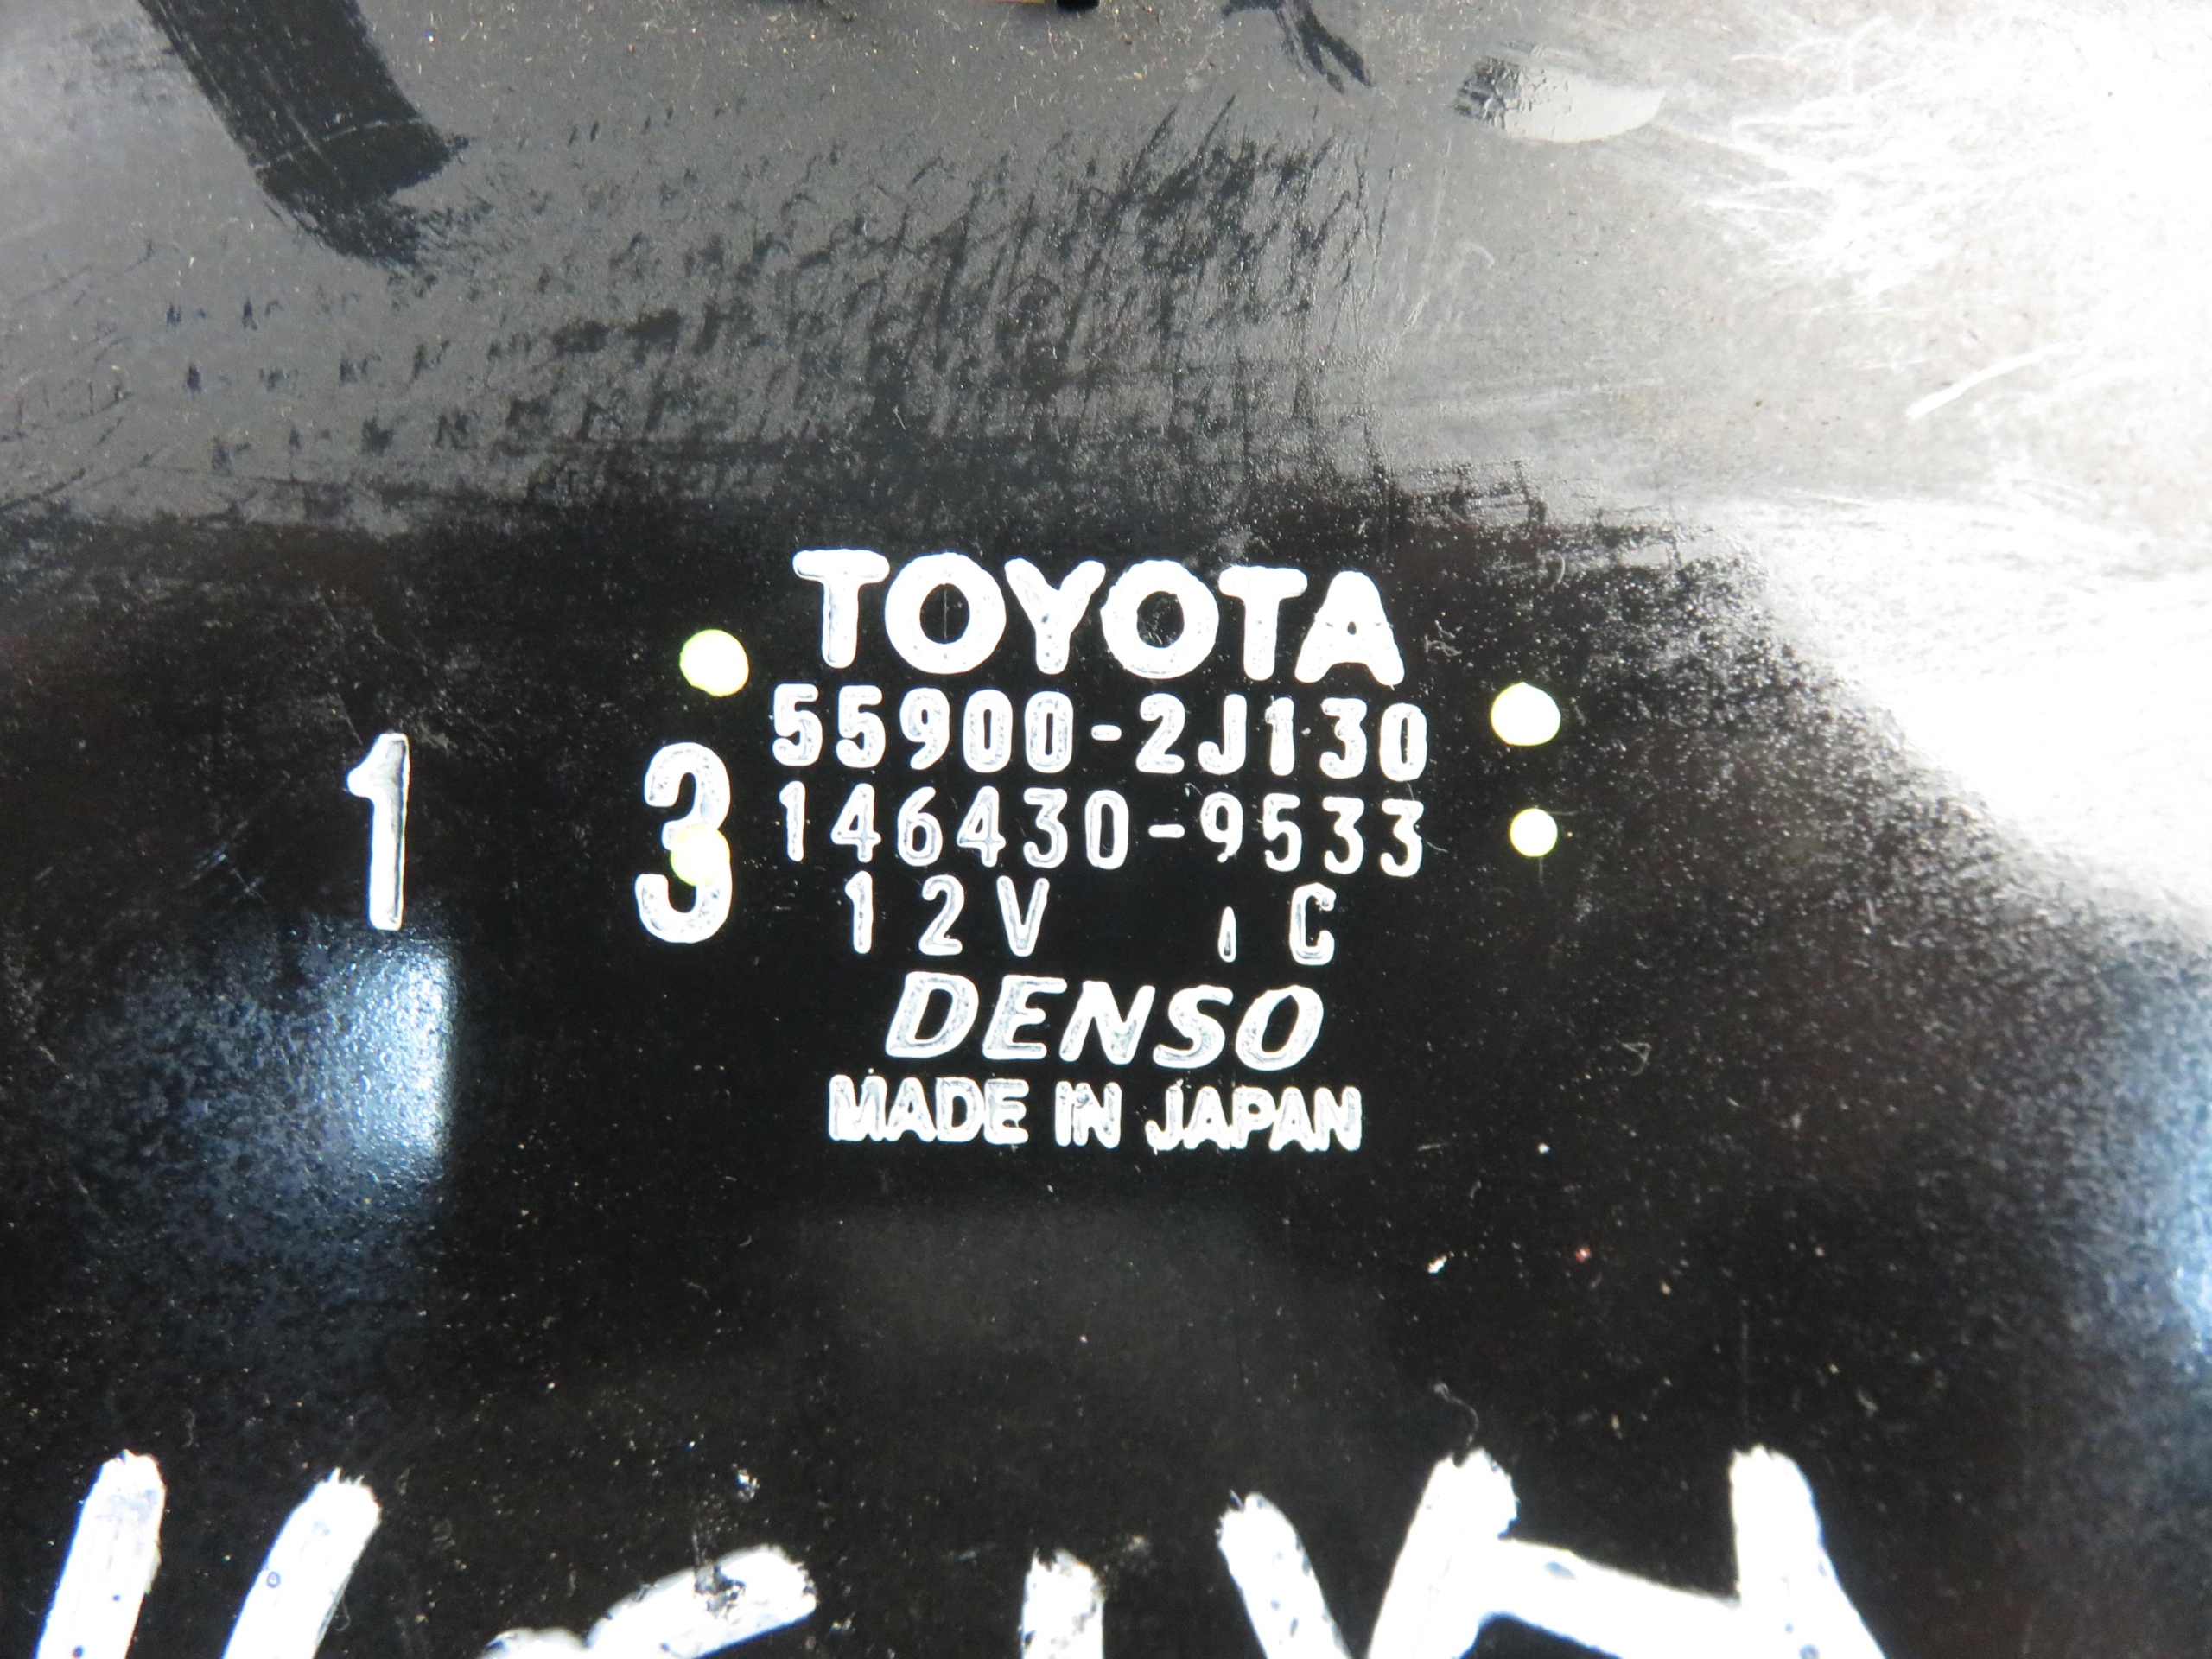 TOYOTA
55900-2J130
1 3
146430-9533
12V C
DENSO
MADE IN JAPAN